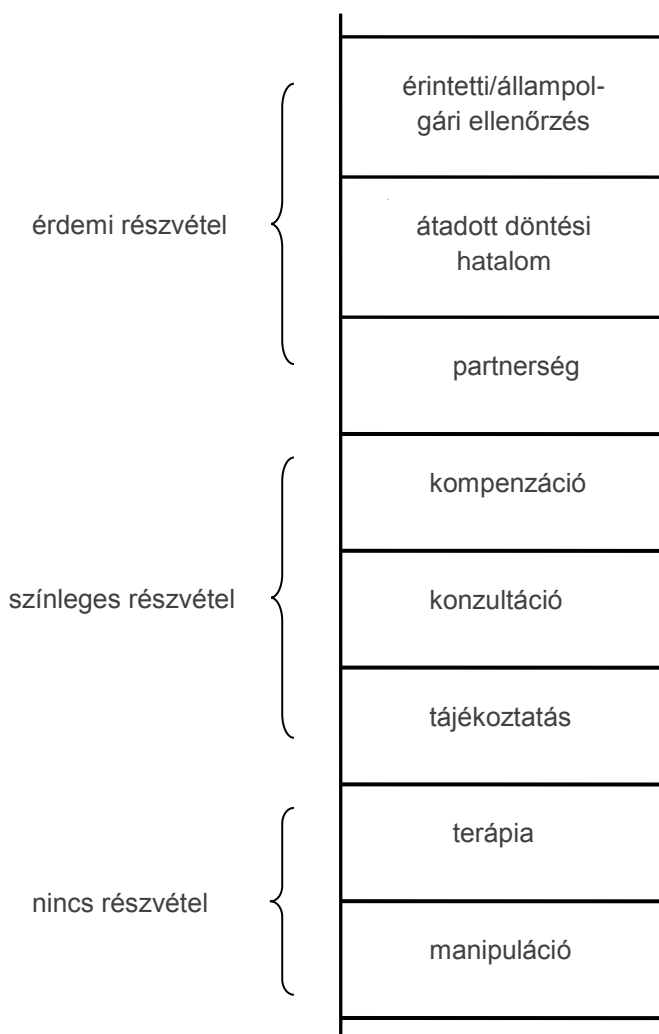 érintetti/állampol-
gári ellenőrzés
érdemi részvétel
átadott döntési
hatalom
partnerség
kompenzáció
színleges részvétel
konzultáció
tájékoztatás
terápia
nincs részvétel
manipuláció